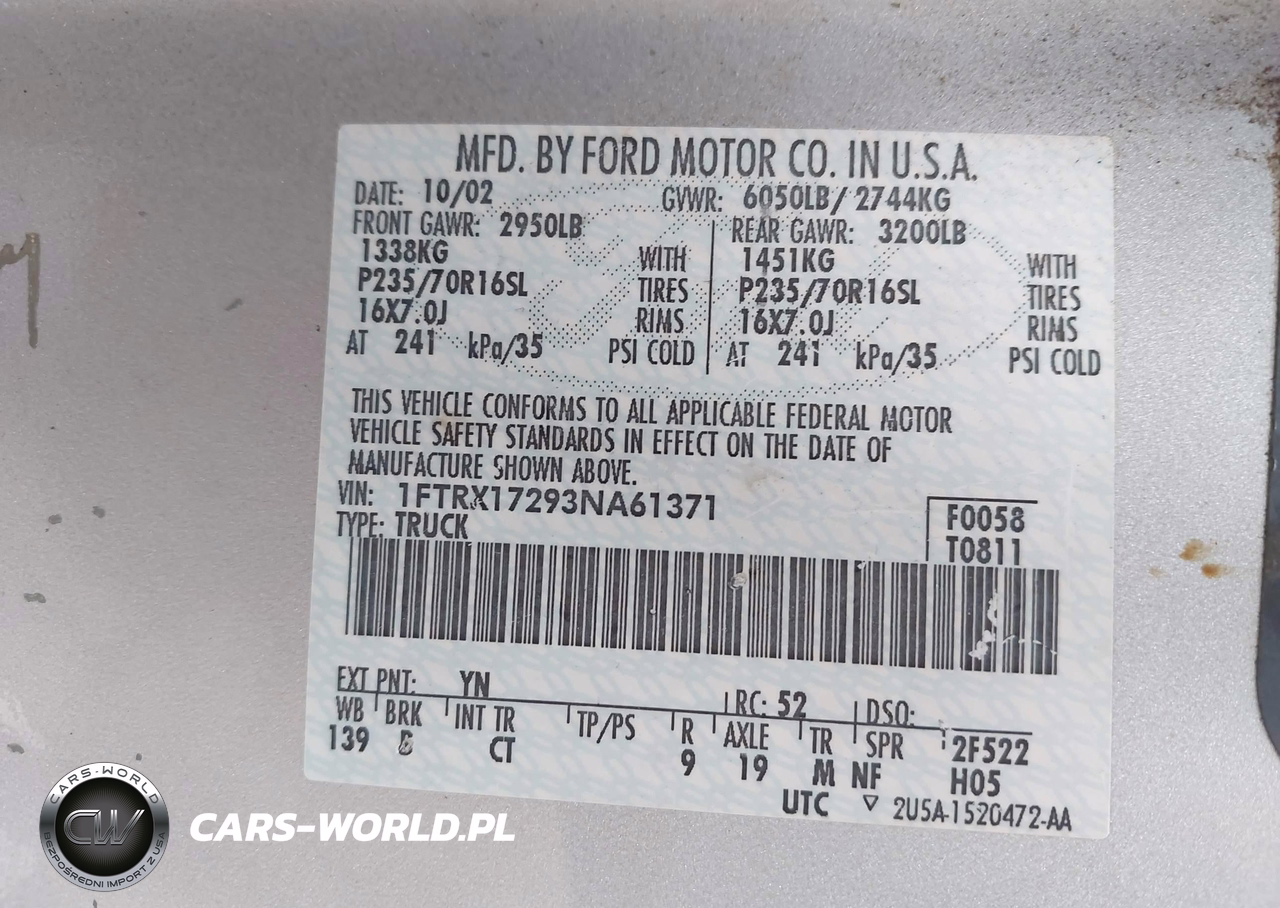 MFD. BY FORD MOTOR CO. IN U.S.A.
DATE: 10/02 GVWR: 6050LB/ 2744KG
FRONT GAWR: 2950LB REAR GAWR: 3200LB
1338KG WITH 1451KG WITH
P235/70R16SL TIRES P235/70R16SL TIRES
16X7.0J RIMS 16X7.0J RIMS
AT 241 kPa/35 PSI COLD AT 241 kPa/35 PSI COLD
THIS VEHICLE CONFORMS TO ALL APPLICABLE FEDERAL MOTOR
VEHICLE SAFETY STANDARDS IN EFFECT ON THE DATE OF
MANUFACTURE SHOWN ABOVE.
VIN: 1FTRX17293NA61371 F0058
TYPE: TRUCK T0811
EXT PNT: YN RC: 52 DSO:
WB BRK INT TR TP/PS R AXLE TR SPR 2F522
139 B CT 9 19 M NF H05
UTC ▽ 2U5A-1520472-AA
CARS-WORLD
CW
BEZPOŚREDNI IMPORT Z USA
CARS-WORLD.PL